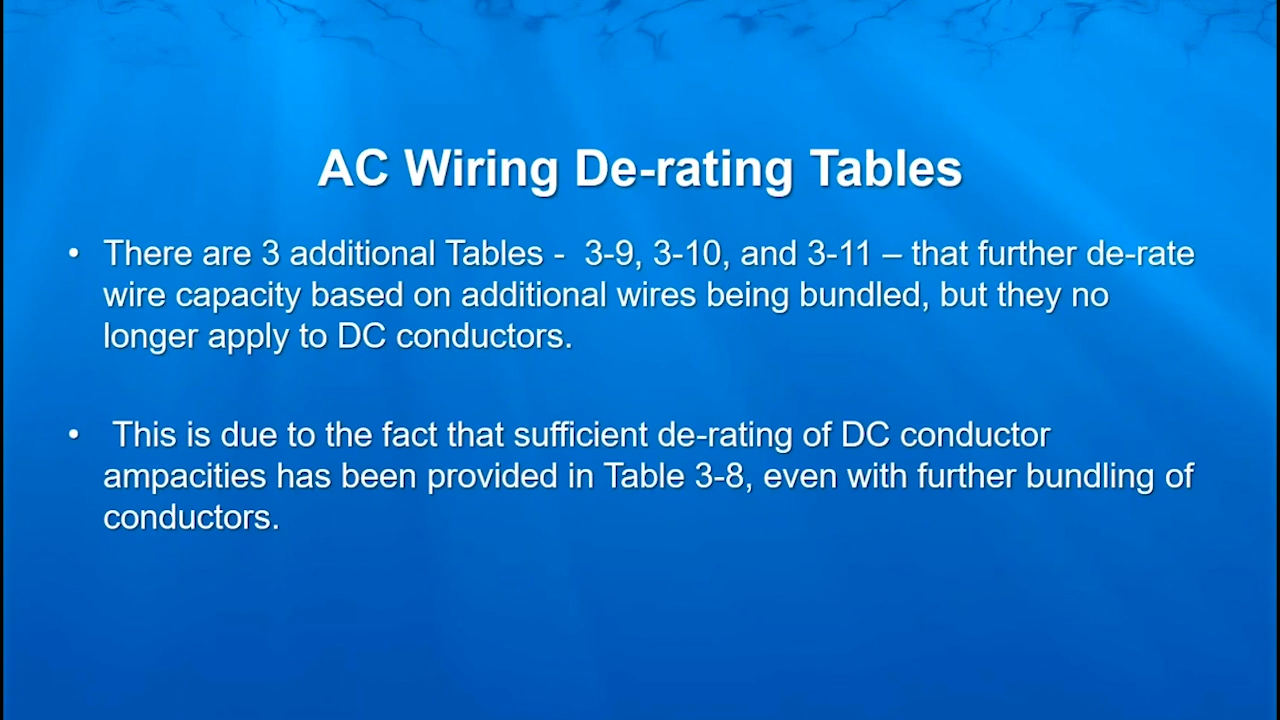 AC Wiring De-rating Tables
• There are 3 additional Tables -  3-9, 3-10, and 3-11 – that further de-rate
wire capacity based on additional wires being bundled, but they no
longer apply to DC conductors.
•  This is due to the fact that sufficient de-rating of DC conductor
ampacities has been provided in Table 3-8, even with further bundling of
conductors.